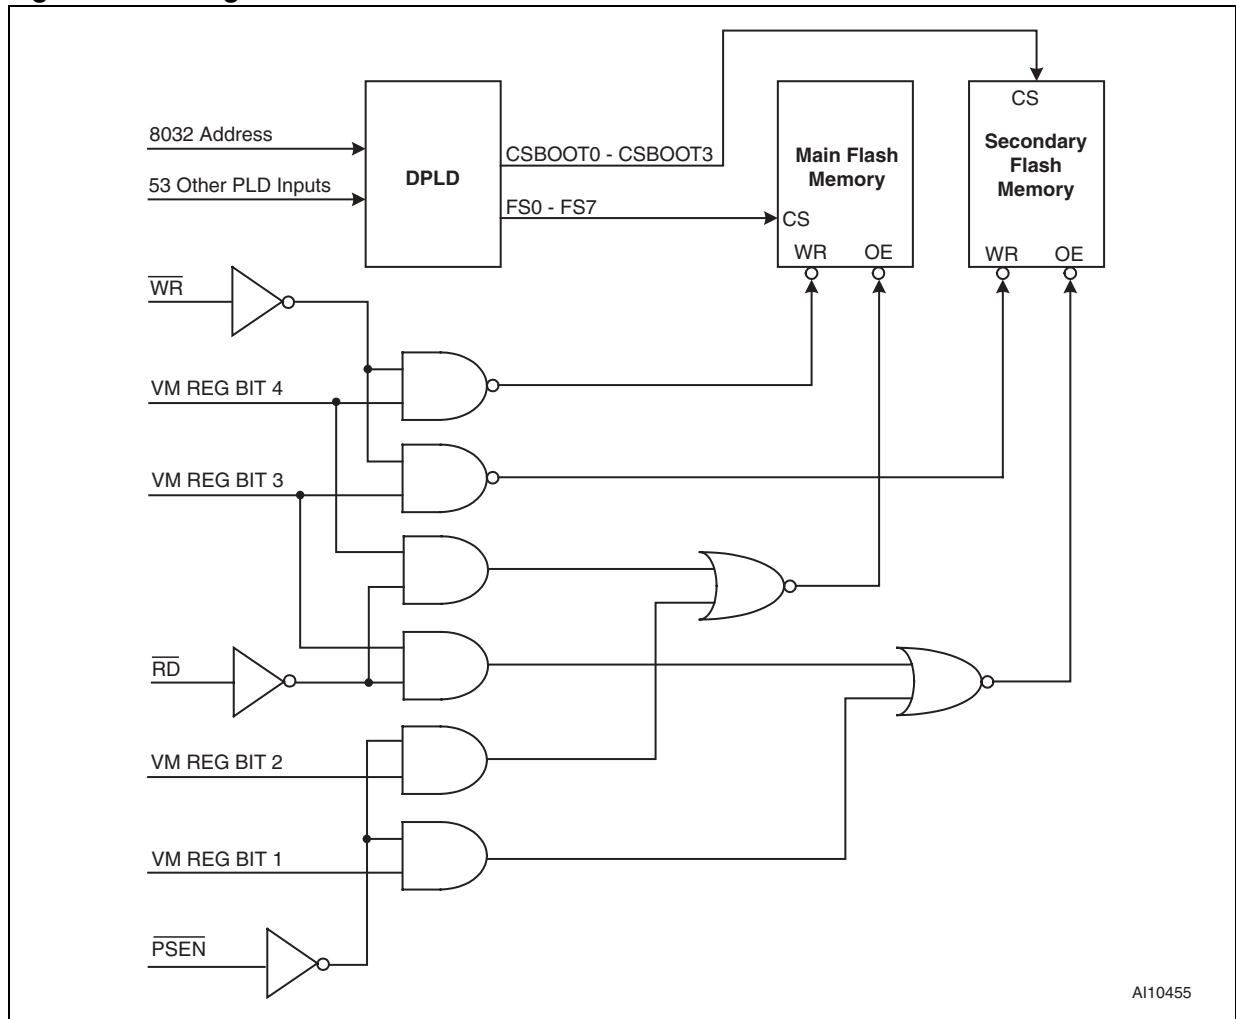 8032 Address
53 Other PLD Inputs
DPLD
CSBOOT0 - CSBOOT3
FS0 - FS7
Main Flash
Memory
CS
WR OE
CS
Secondary
Flash
Memory
WR OE
WR
VM REG BIT 4
VM REG BIT 3
RD
VM REG BIT 2
VM REG BIT 1
PSEN
AI10455